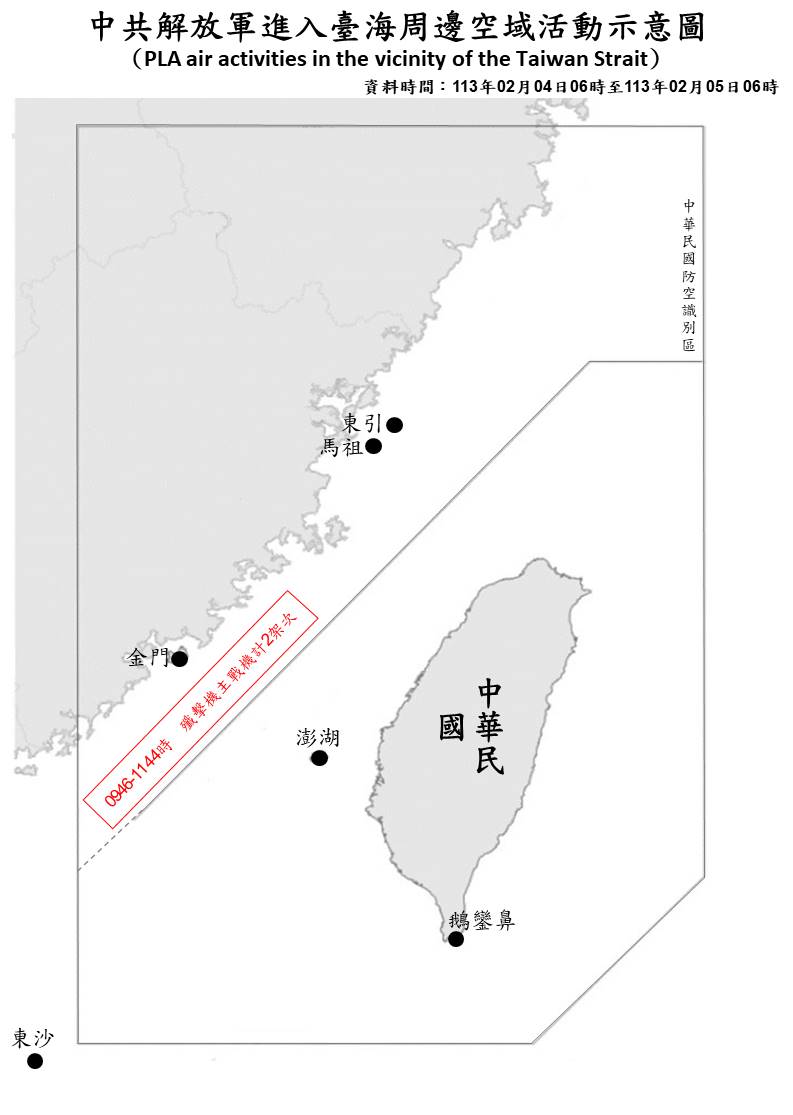 中共解放軍進入臺海周邊空域活動示意圖
（PLA air activities in the vicinity of the Taiwan Strait）
資料時間：113年02月04日06時至113年02月05日06時
中華民國防空識別區
東引
馬祖
金門
0946-1144時 殲擊機主戰機計2架次
澎湖
中華民國
鵝鑾鼻
東沙